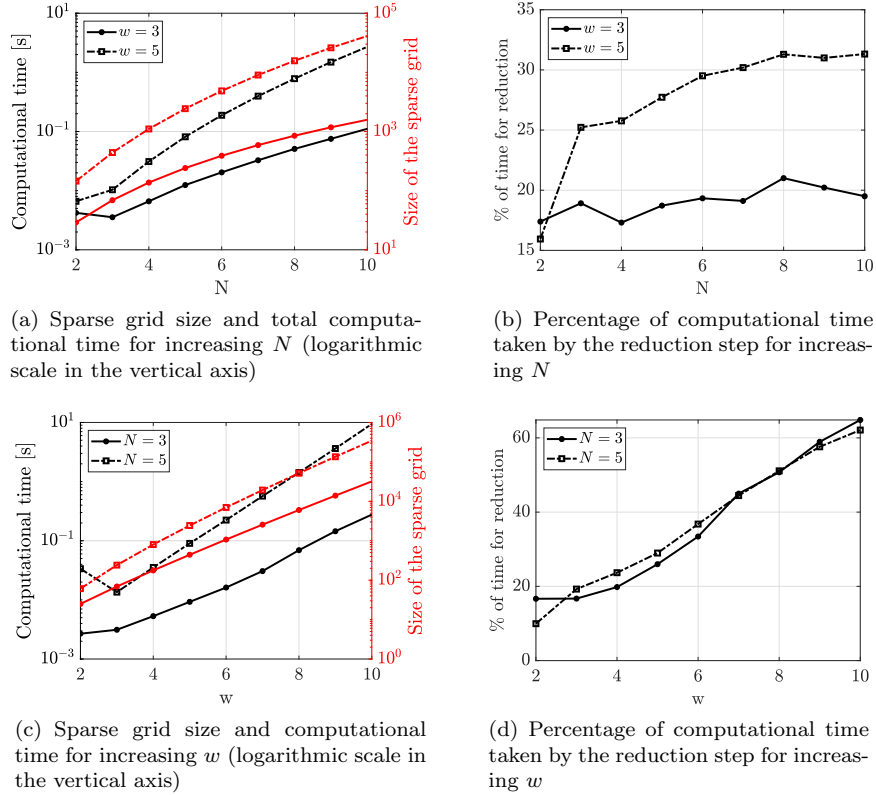 10^1
10^-1
10^-3
Computational time [s]
w = 3
w = 5
10^5
10^3
10^1
Size of the sparse grid
2 4 6 8 10
N
35
30
25
20
15
% of time for reduction
w = 3
w = 5
2 4 6 8 10
N
(a) Sparse grid size and total computa-
tional time for increasing N (logarithmic
scale in the vertical axis)
(b) Percentage of computational time
taken by the reduction step for increas-
ing N
10^1
10^-1
10^-3
Computational time [s]
N = 3
N = 5
10^6
10^4
10^2
10^0
Size of the sparse grid
2 4 6 8 10
w
60
40
20
0
% of time for reduction
N = 3
N = 5
2 4 6 8 10
w
(c) Sparse grid size and computational
time for increasing w (logarithmic scale in
the vertical axis)
(d) Percentage of computational time
taken by the reduction step for increas-
ing w